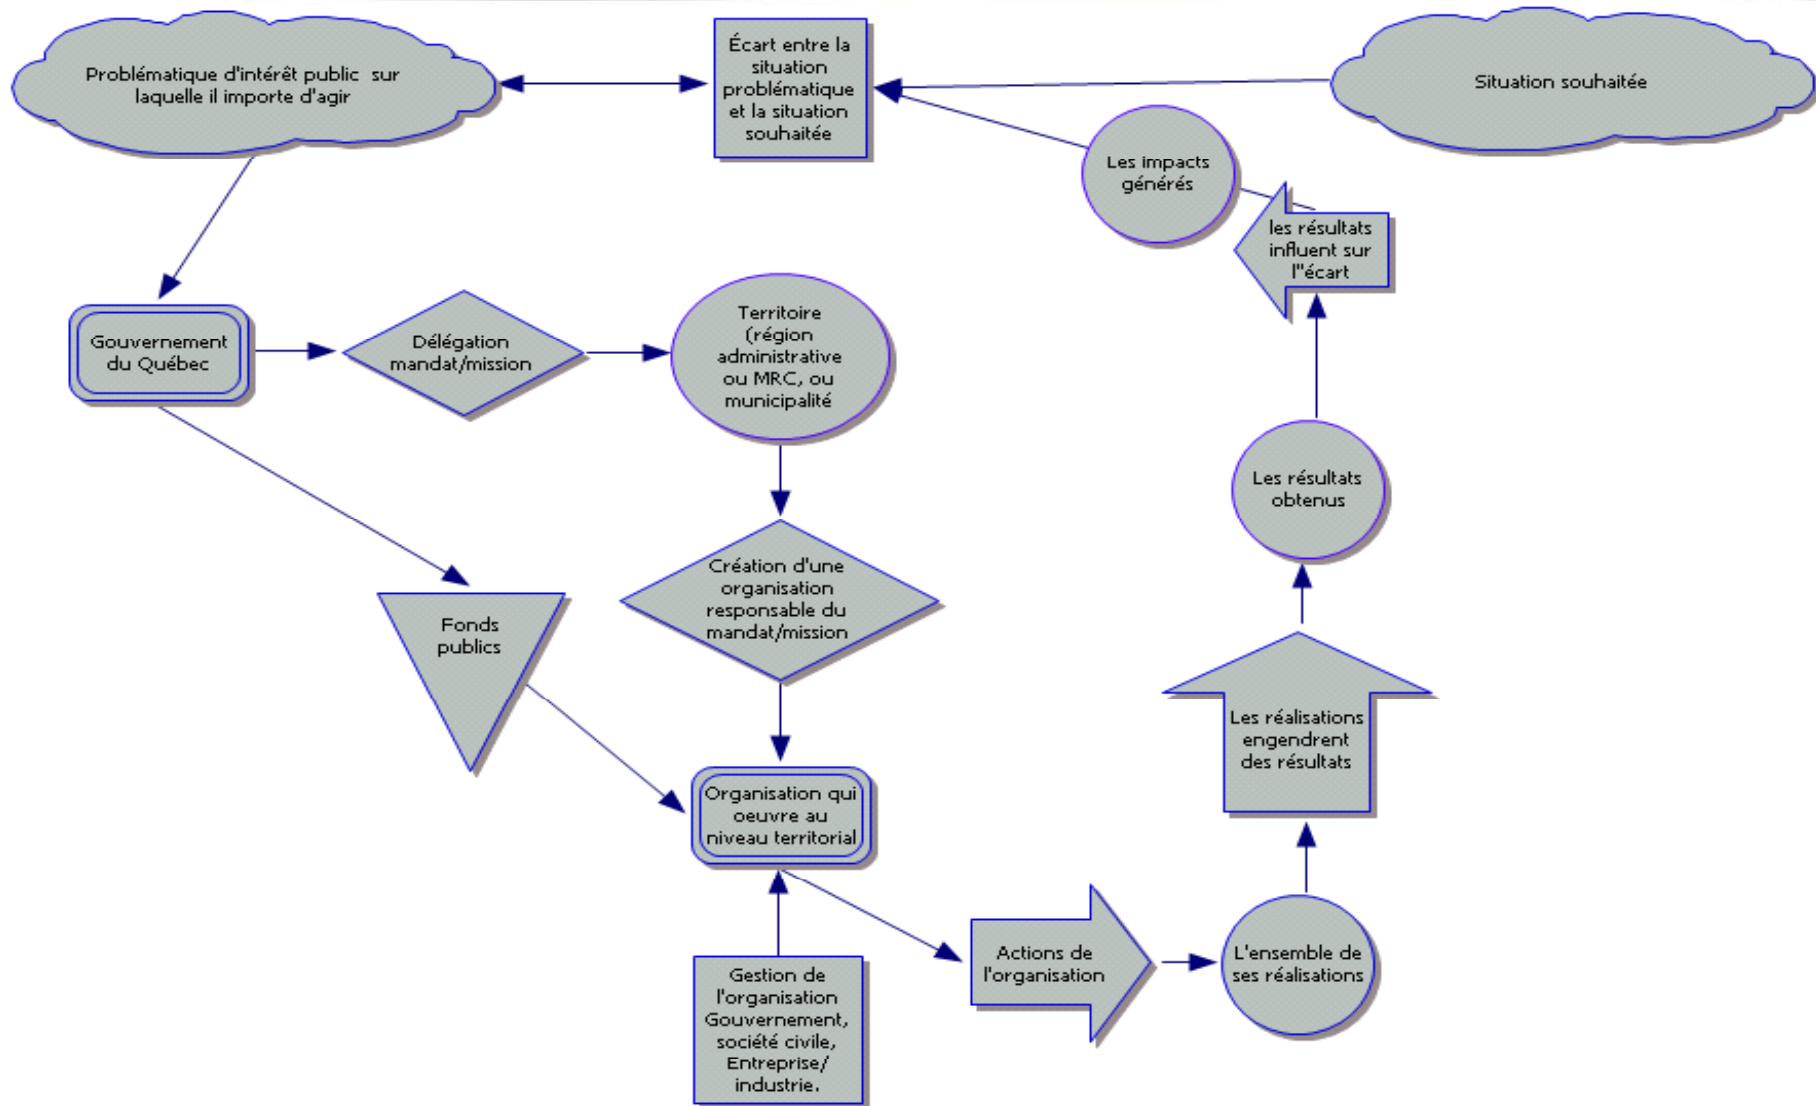 Problématique d'intérêt public sur
laquelle il importe d'agir
Écart entre la
situation
problématique
et la situation
souhaitée
Situation souhaitée
Les impacts
générés
les résultats
influent sur
l''écart
Gouvernement
du Québec
Délégation
mandat/mission
Territoire
(région
administrative
ou MRC, ou
municipalité
Les résultats
obtenus
Création d'une
organisation
responsable du
mandat/mission
Fonds
publics
Les réalisations
engendrent
des résultats
Organisation qui
oeuvre au
niveau territorial
Actions de
l'organisation
L'ensemble de
ses réalisations
Gestion de
l'organisation
Gouvernement,
société civile,
Entreprise/
industrie.